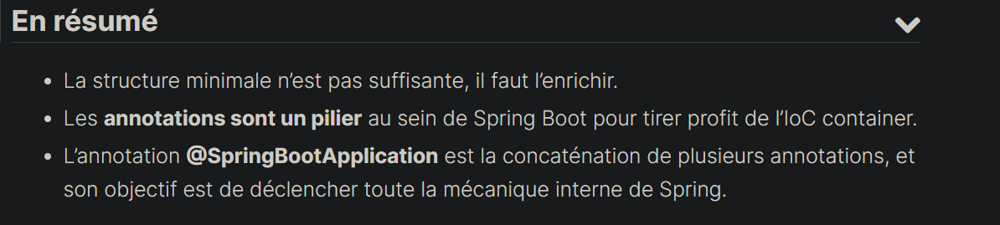 En résumé
• La structure minimale n’est pas suffisante, il faut l’enrichir.
• Les annotations sont un pilier au sein de Spring Boot pour tirer profit de l’IoC container.
• L’annotation @SpringBootApplication est la concaténation de plusieurs annotations, et
son objectif est de déclencher toute la mécanique interne de Spring.